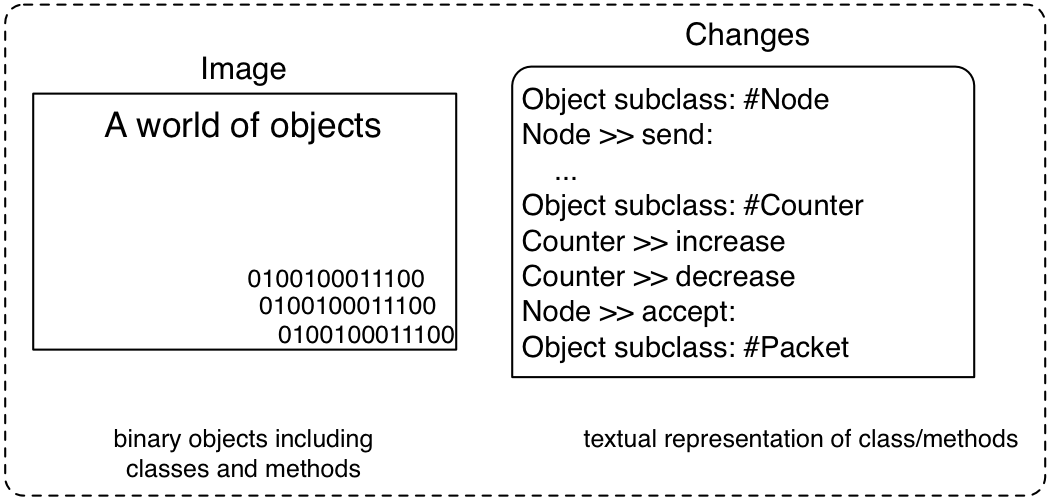 Image
A world of objects
0100100011100
0100100011100
0100100011100
binary objects including
classes and methods
Changes
Object subclass: #Node
Node >> send:
...
Object subclass: #Counter
Counter >> increase
Counter >> decrease
Node >> accept:
Object subclass: #Packet
textual representation of class/methods